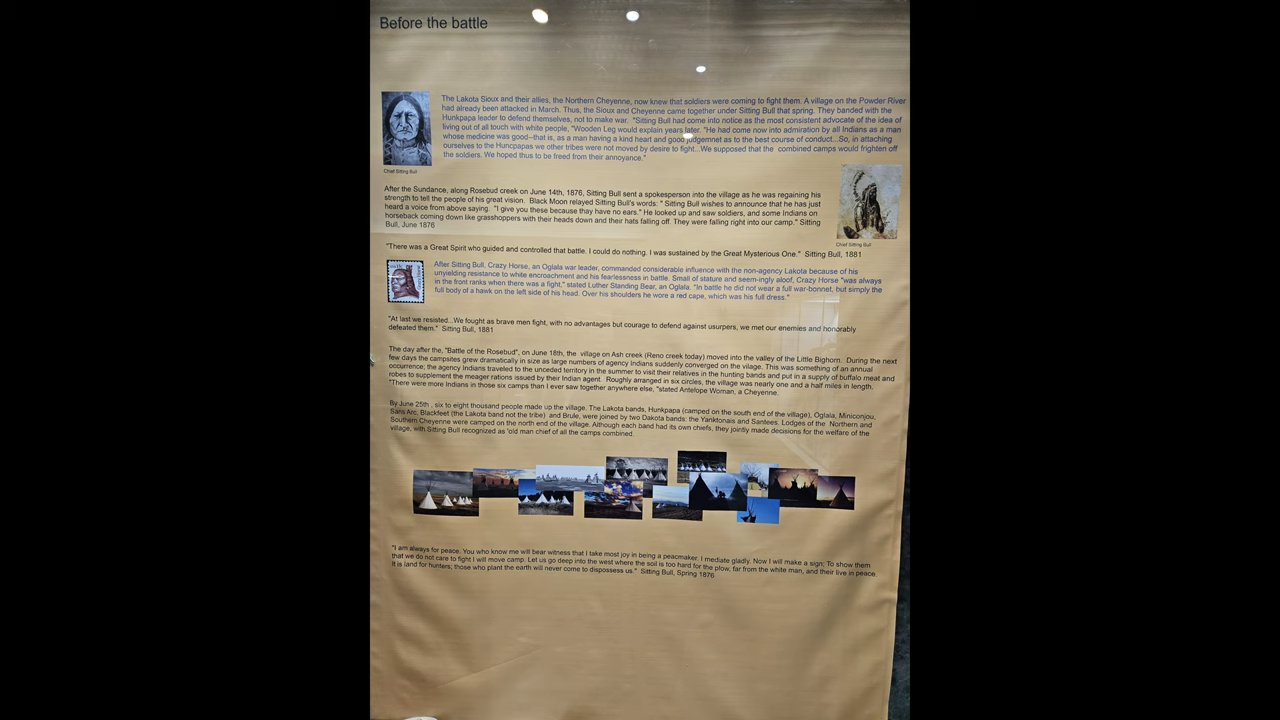 Before the battle
The Lakota Sioux and their allies, the Northern Cheyenne, now knew that soldiers were coming to fight them. A village on the Powder River
had already been attacked in March. Thus, the Sioux and Cheyenne came together under Sitting Bull that spring. They banded with the
Hunkpapa leader to defend themselves, not to make war. "Sitting Bull had come into notice as the most consistent advocate of the idea of
living out of all touch with white people, "Wooden Leg would explain years later. "He had come now into admiration by all Indians as a man
whose medicine was good--that is, as a man having a kind heart and good judgemnet as to the best course of conduct...So, in attaching
ourselves to the Huncpapas we other tribes were not moved by desire to fight...We supposed that the combined camps would frighten off
the soldiers. We hoped thus to be freed from their annoyance."
Chief Sitting Bull
After the Sundance, along Rosebud creek on June 14th, 1876, Sitting Bull sent a spokesperson into the village as he was regaining his
strength to tell the people of his great vision. Black Moon relayed Sitting Bull's words: " Sitting Bull wishes to announce that he has just
heard a voice from above saying. "I give you these because thay have no ears." He looked up and saw soldiers, and some Indians on
horseback coming down like grasshoppers with their heads down and their hats falling off. They were falling right into our camp." Sitting
Bull, June 1876
Chief Sitting Bull
"There was a Great Spirit who guided and controlled that battle. I could do nothing. I was sustained by the Great Mysterious One." Sitting Bull, 1881
After Sitting Bull, Crazy Horse, an Oglala war leader, commanded considerable influence with the non-agency Lakota because of his
unyielding resistance to white encroachment and his fearlessness in battle. Small of stature and seem-ingly aloof, Crazy Horse "was always
in the front ranks when there was a fight," stated Luther Standing Bear, an Oglala. "In battle he did not wear a full war-bonnet, but simply the
full body of a hawk on the left side of his head. Over his shoulders he wore a red cape, which was his full dress."
"At last we resisted...We fought as brave men fight, with no advantages but courage to defend against usurpers, we met our enemies and honorably
defeated them." Sitting Bull, 1881
The day after the, "Battle of the Rosebud", on June 18th, the village on Ash creek (Reno creek today) moved into the valley of the Little Bighorn. During the next
few days the campsites grew dramatically in size as large numbers of agency Indians suddenly converged on the vilage. This was something of an annual
occurrence; the agency Indians traveled to the unceded territory in the summer to visit their relatives in the hunting bands and put in a supply of buffalo meat and
robes to supplement the meager rations issued by their Indian agent. Roughly arranged in six circles, the village was nearly one and a half miles in length.
"There were more Indians in those six camps than I ever saw together anywhere else, "stated Antelope Woman, a Cheyenne.
By June 25th , six to eight thousand people made up the village. The Lakota bands, Hunkpapa (camped on the south end of the village), Oglala, Miniconjou,
Sans Arc, Blackfeet (the Lakota band not the tribe) and Brule, were joined by two Dakota bands: the Yanktonais and Santees. Lodges of the Northern and
Southern Cheyenne were camped on the north end of the village. Although each band had its own chiefs, they jointly made decisions for the welfare of the
village, with Sitting Bull recognized as 'old man chief of all the camps combined.
"I am always for peace. You who know me will bear witness that I take most joy in being a peacmaker. I mediate gladly. Now I will make a sign; To show them
that we do not care to fight I will move camp. Let us go deep into the west where the soil is too hard for the plow, far from the white man, and their live in peace.
It is land for hunters; those who plant the earth will never come to dispossess us." Sitting Bull, Spring 1876